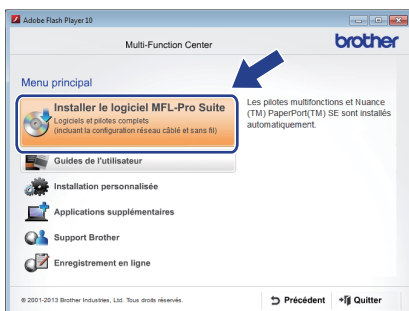 Adobe Flash Player 10
Multi-Function Center
brother
Menu principal
Installer le logiciel MFL-Pro Suite
Logiciels et pilotes complets
(incluant la configuration réseau câblé et sans fil)
Les pilotes multifonctions et Nuance
(TM) PaperPort(TM) SE sont installés
automatiquement.
Guides de l'utilisateur
Installation personnalisée
Applications supplémentaires
Support Brother
Enregistrement en ligne
© 2001-2013 Brother Industries, Ltd. Tous droits réservés.
Précédent
Quitter